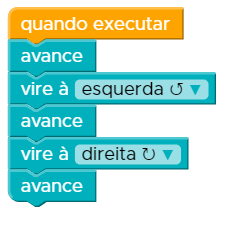 quando executar
avance
vire à esquerda ↺ ▼
avance
vire à direita ↻ ▼
avance